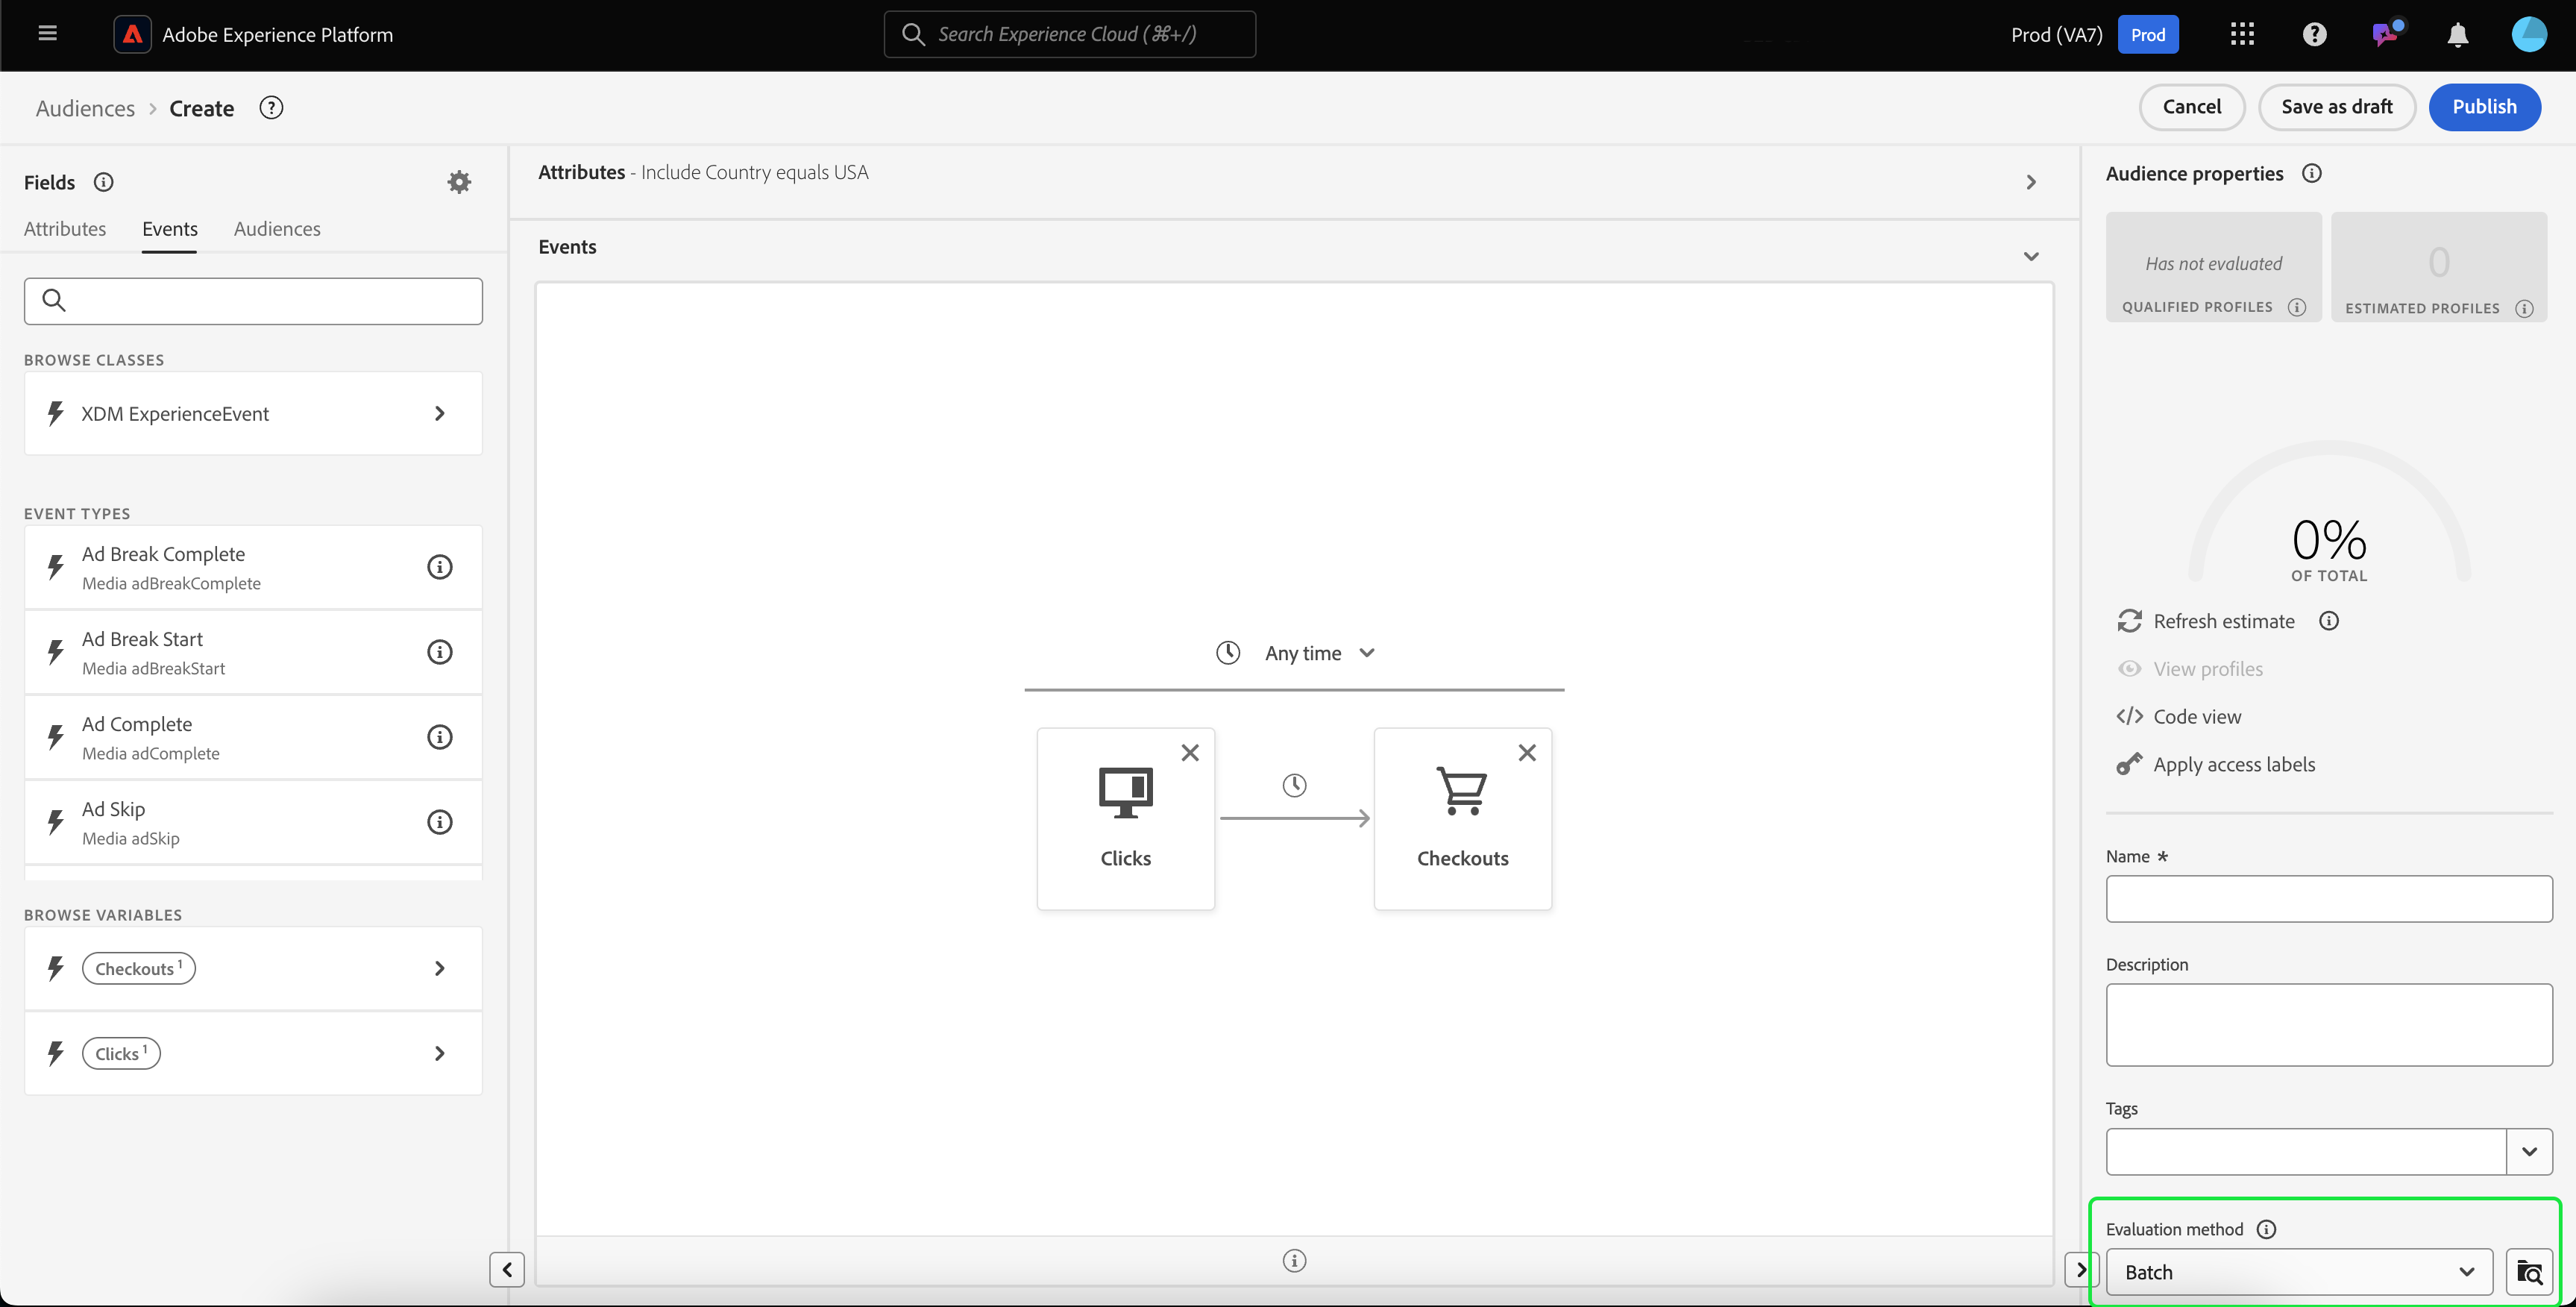 Adobe Experience Platform
Search Experience Cloud (⌘+/)
Prod (VA7)
Prod
Audiences > Create
Cancel
Save as draft
Publish
Fields
Attributes
Events
Audiences
BROWSE CLASSES
XDM ExperienceEvent
EVENT TYPES
Ad Break Complete
Media adBreakComplete
Ad Break Start
Media adBreakStart
Ad Complete
Media adComplete
Ad Skip
Media adSkip
BROWSE VARIABLES
Checkouts 1
Clicks 1
Attributes - Include Country equals USA
Events
Any time
Clicks
Checkouts
Audience properties
Has not evaluated
QUALIFIED PROFILES
0
ESTIMATED PROFILES
0%
OF TOTAL
Refresh estimate
View profiles
Code view
Apply access labels
Name *
Description
Tags
Evaluation method
Batch